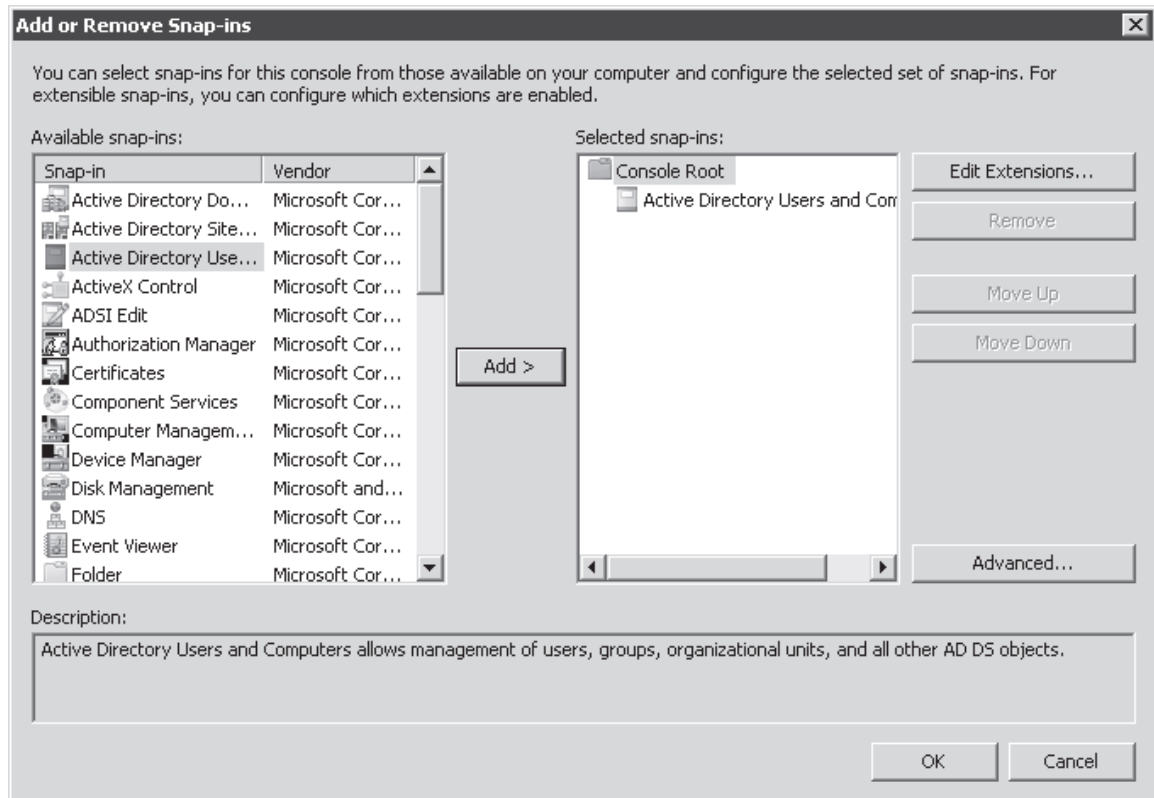 Add or Remove Snap-ins
You can select snap-ins for this console from those available on your computer and configure the selected set of snap-ins. For
extensible snap-ins, you can configure which extensions are enabled.
Available snap-ins:
Snap-in Vendor
Active Directory Do... Microsoft Cor...
Active Directory Site... Microsoft Cor...
Active Directory Use... Microsoft Cor...
ActiveX Control Microsoft Cor...
ADSI Edit Microsoft Cor...
Authorization Manager Microsoft Cor...
Certificates Microsoft Cor...
Component Services Microsoft Cor...
Computer Managem... Microsoft Cor...
Device Manager Microsoft Cor...
Disk Management Microsoft and...
DNS Microsoft Cor...
Event Viewer Microsoft Cor...
Folder Microsoft Cor...
Add >
Selected snap-ins:
Console Root
Active Directory Users and Com
Edit Extensions...
Remove
Move Up
Move Down
Advanced...
Description:
Active Directory Users and Computers allows management of users, groups, organizational units, and all other AD DS objects.
OK
Cancel